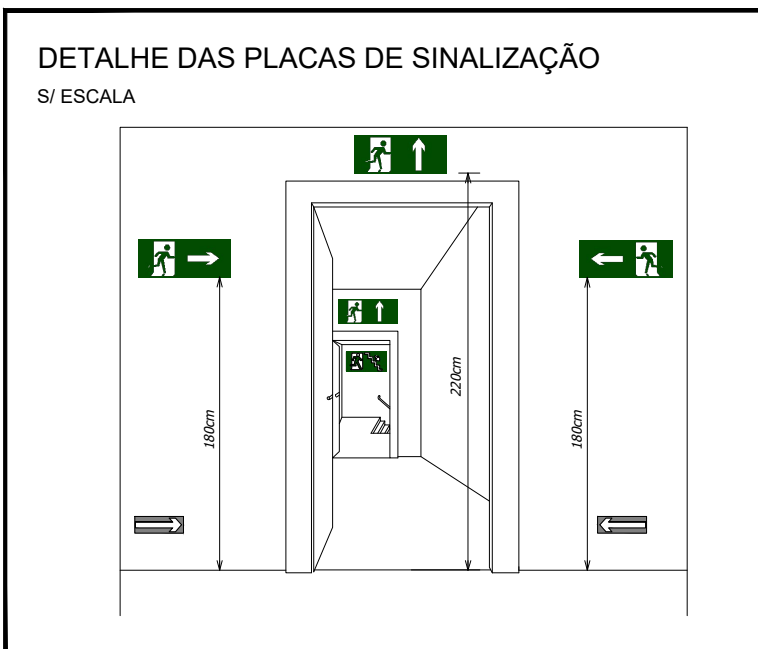 DETALHE DAS PLACAS DE SINALIZAÇÃO
S/ ESCALA
180cm
220cm
180cm